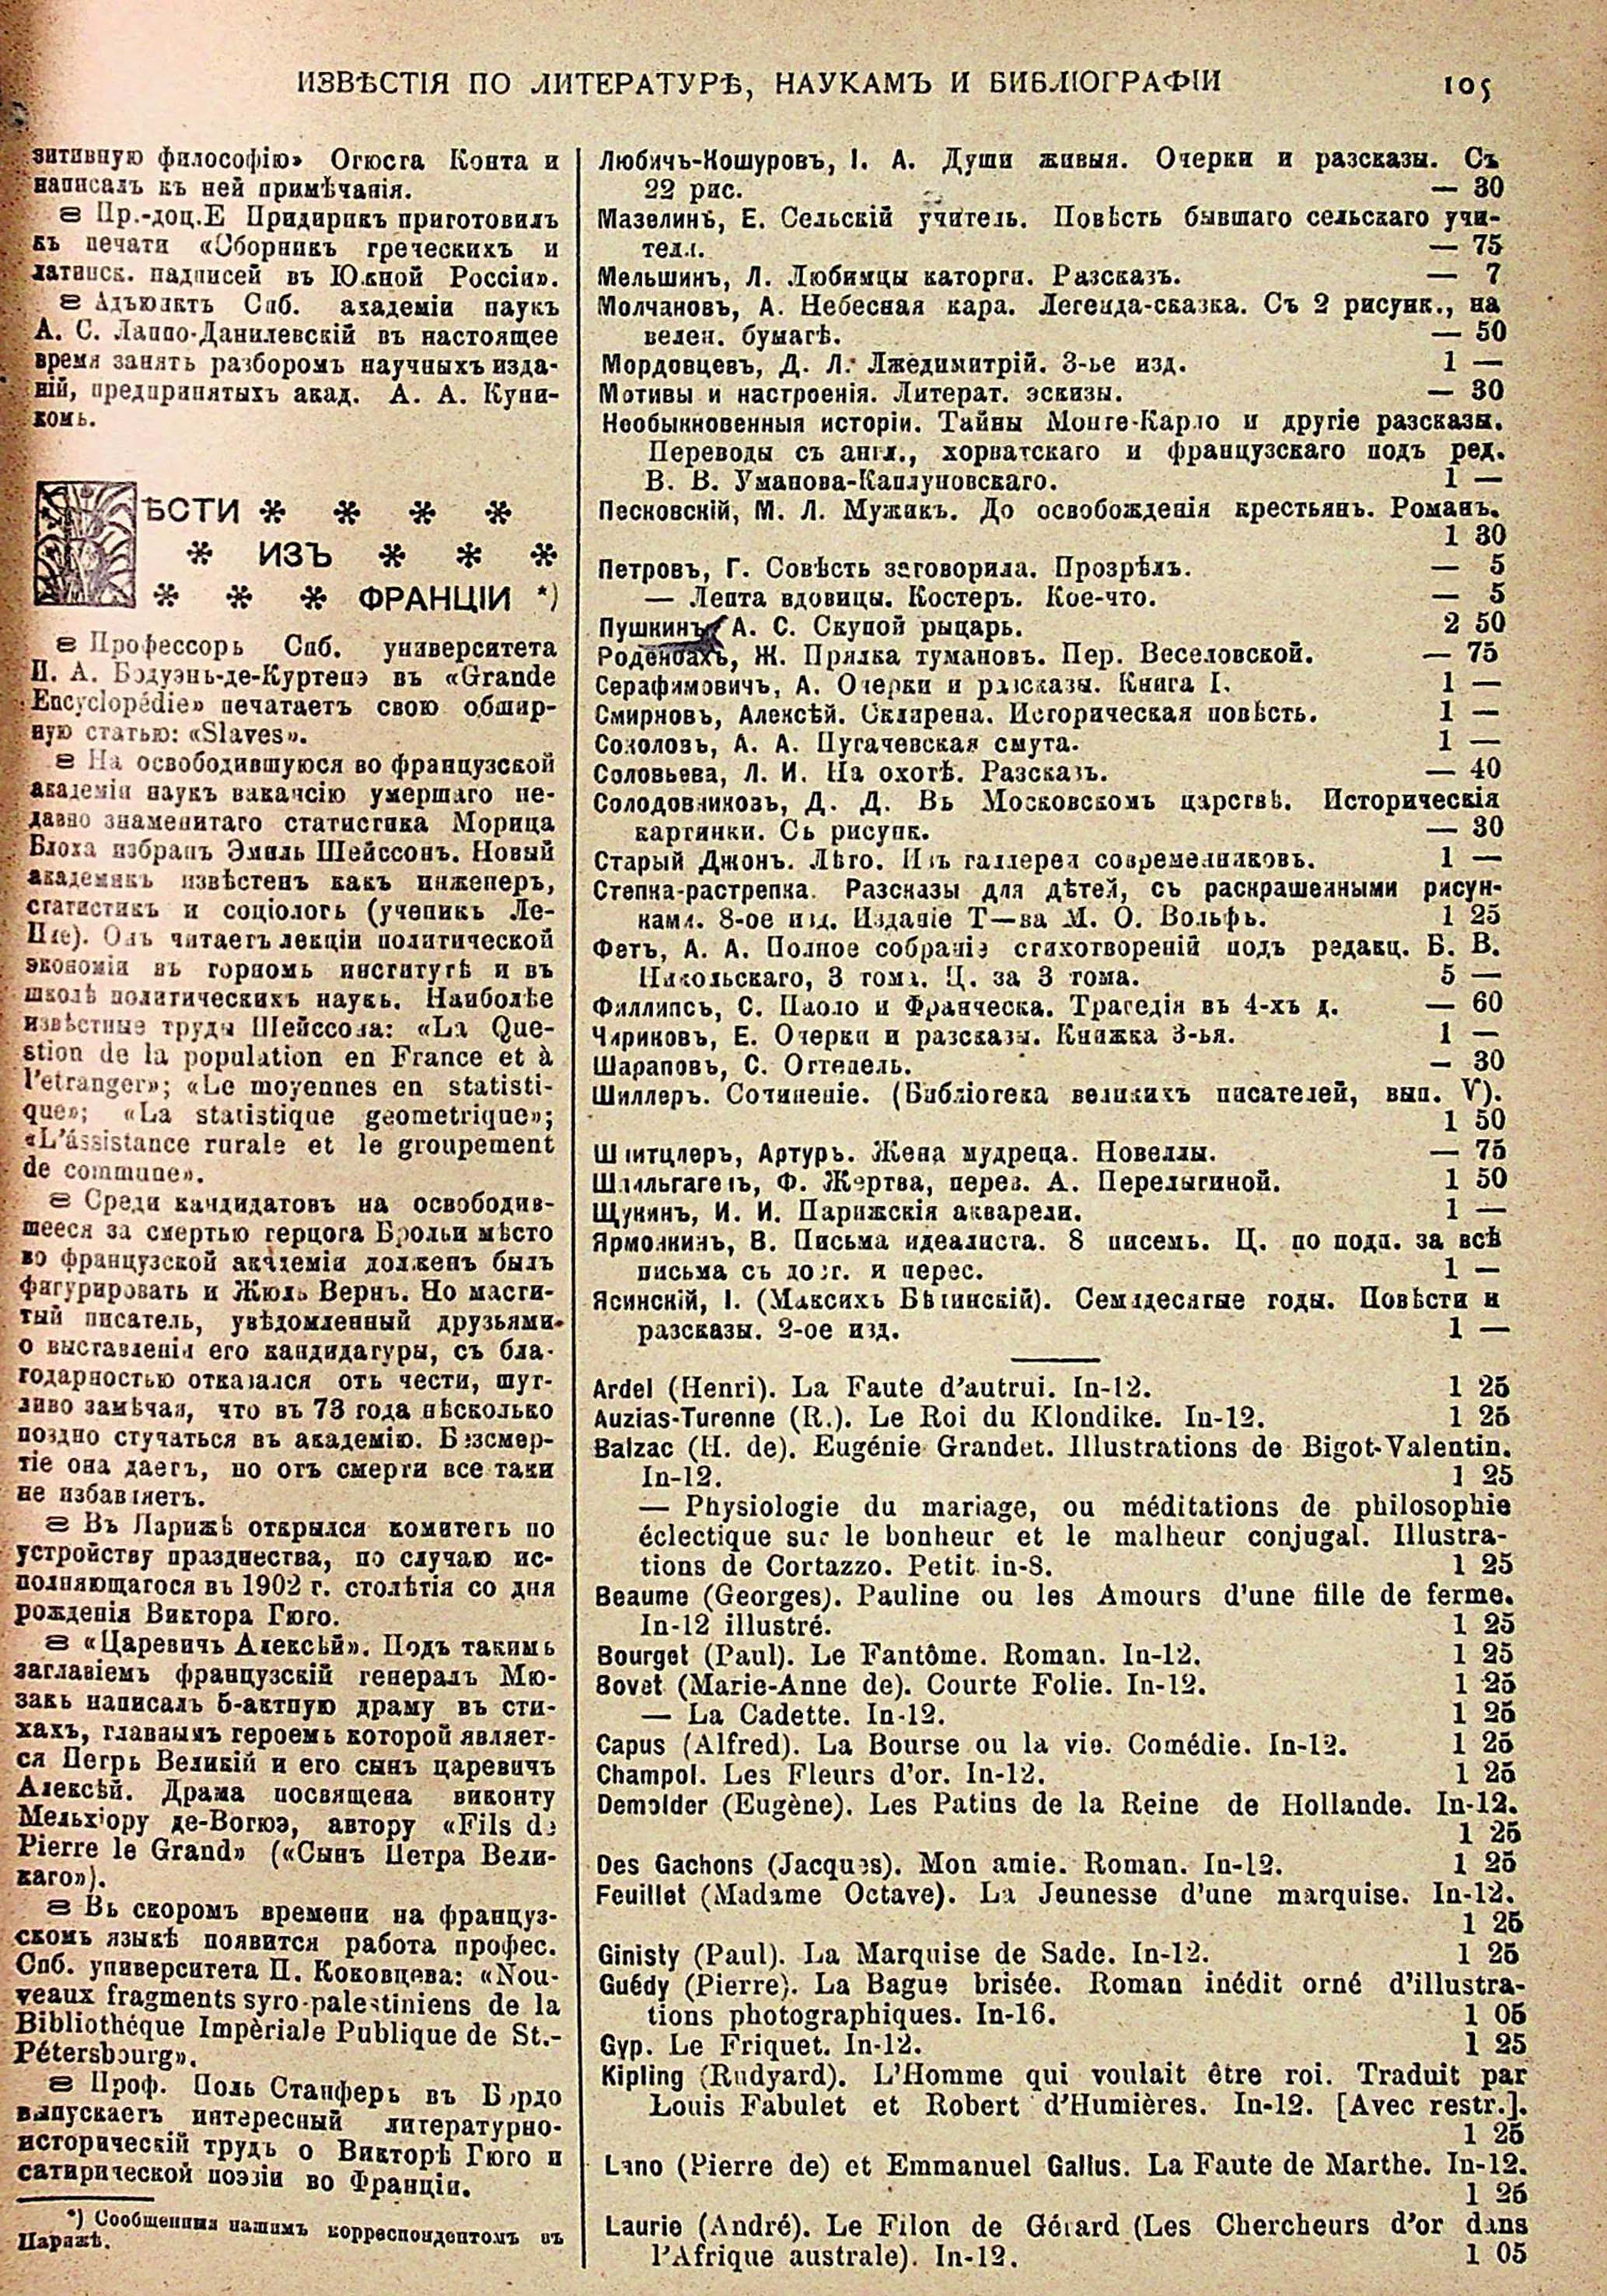 ИЗВѢСТІЯ ПО ЛИТЕРАТУРѢ, НАУКАМЪ И БИБЛІОГРАФІИ 105
зитивную философію» Огюста Конта и
написалъ къ ней примѣчанія.
Пр.-доц.Е Придирикъ приготовилъ
къ печати «Сборникъ греческихъ и
латинск. надписей въ Южной Россіи».
Адъюнктъ Спб. академіи наукъ
А. С. Лаппо-Данилевскій въ настоящее
время занять разборомъ научныхъ изда-
ній, предпринятыхъ акад. А. А. Куни-
комъ.
ВѢСТИ
ИЗЪ
ФРАНЦІИ *)
Профессоръ Спб. университета
И. А. Бодуэнъ-де-Куртенэ въ «Grande
Encyclopédie» печатаетъ свою обшир-
ную статью: «Slaves».
На освободившуюся во французской
академіи наукъ вакансію умершаго не-
давно знаменитаго статистика Морица
Блоха избранъ Эмиль Шейссонъ. Новый
академикъ извѣстенъ какъ инженеръ,
статистикъ и соціологъ (ученикъ Ле-
Пле). Онъ читаетъ лекціи политической
экономіи въ горномъ институтѣ и въ
школѣ политическихъ наукъ. Наиболѣе
извѣстные труды Шейссона: «La Que-
stion de la population en France et à
l'etranger»; «Le moyennes en statisti-
que»; «La statistique geometrique»;
«L'ássistance rurale et le groupement
de commune».
Среди кандидатовъ на освободив-
шееся за смертью герцога Брольи мѣсто
во французской академіи долженъ былъ
фигурировать и Жюль Вернъ. Но масти-
тый писатель, увѣдомленный друзьями
о выставленіи его кандидатуры, съ бла-
годарностью отказался отъ чести, шут-
ливо замѣчая, что въ 73 года нѣсколько
поздно стучаться въ академію. Безсмер-
тіе она даетъ, но отъ смерти все таки
не избавляетъ.
Въ Парижѣ открылся комитетъ по
устройству празднества, по случаю ис-
полняющагося въ 1902 г. столѣтія со дня
рожденія Виктора Гюго.
«Царевичъ Алексѣй». Подъ такимъ
заглавіемъ французскій генералъ Мю-
закъ написалъ 5-актную драму въ сти-
хахъ, главнымъ героемъ которой являет-
ся Петръ Великій и его сынъ царевичъ
Алексѣй. Драма посвящена виконту
Мельхіору де-Вогюэ, автору «Fils de
Pierre le Grand» («Сынъ Петра Вели-
каго»).
Въ скоромъ времени на француз-
скомъ языкѣ появится работа профес.
Спб. университета П. Коковцева: «Nou-
veaux fragments syro-palestiniens de la
Bibliothéque Impèriale Publique de St.-
Pétersbourg».
Проф. Поль Стапферъ въ Бордо
выпускаетъ интересный литературно-
историческій трудъ о Викторѣ Гюго и
сатирической поэзіи во Франціи.
*) Сообщенныя нашимъ корреспондентомъ въ
Парижѣ.
Любичъ-Кошуровъ, І. А. Души живыя. Очерки и разсказы. Съ
22 рис. — 30
Мазелинъ, Е. Сельскій учитель. Повѣсть бывшаго сельскаго учи-
теля. — 75
Мельшинъ, Л. Любимцы каторги. Разсказъ. — 7
Молчановъ, А. Небесная кара. Легенда-сказка. Съ 2 рисунк., на
велен. бумагѣ. — 50
Мордовцевъ, Д. Л. Лжедимитрій. 3-ье изд. 1 —
Мотивы и настроенія. Литерат. эскизы. — 30
Необыкновенныя исторіи. Тайны Монте-Карло и другіе разсказы.
Переводы съ англ., хорватскаго и французскаго подъ ред.
В. В. Уманова-Каплуновскаго. 1 —
Песковскій, М. Л. Мужикъ. До освобожденія крестьянъ. Романъ.
1 30
Петровъ, Г. Совѣсть заговорила. Прозрѣлъ. — 5
— Лепта вдовицы. Костеръ. Кое-что. — 5
Пушкинъ, А. С. Скупой рыцарь. 2 50
Роденбахъ, Ж. Прялка тумановъ. Пер. Веселовской. — 75
Серафимовичъ, А. Очерки и разсказы. Книга I. 1 —
Смирновъ, Алексѣй. Склирена. Историческая повѣсть. 1 —
Соколовъ, А. А. Пугачевская смута. 1 —
Соловьева, Л. И. На охотѣ. Разсказъ. — 40
Солодовниковъ, Д. Д. Въ Московскомъ царствѣ. Историческія
картинки. Съ рисунк. — 30
Старый Джонъ. Лѣто. Изъ галлереи современниковъ. 1 —
Степка-растрепка. Разсказы для дѣтей, съ раскрашенными рисун-
ками. 8-ое изд. Изданіе Т—ва М. О. Вольфъ. 1 25
Фетъ, А. А. Полное собраніе стихотвореній подъ редакц. Б. В.
Никольскаго, 3 тома. Ц. за 3 тома. 5 —
Филлипсъ, С. Паоло и Франческа. Трагедія въ 4-хъ д. — 60
Чириковъ, Е. Очерки и разсказы. Книжка 3-ья. 1 —
Шараповъ, С. Оттепель. — 30
Шиллеръ. Сочиненіе. (Библіотека великихъ писателей, вып. V).
1 50
Шнитцлеръ, Артуръ. Жена мудреца. Новеллы. — 75
Шпильгагенъ, Ф. Жертва, перев. А. Перелыгиной. 1 50
Щукинъ, И. И. Парижскія акварели. 1 —
Ярмонкинъ, В. Письма идеалиста. 8 писемъ. Ц. по подп. за всѣ
письма съ дост. и перес. 1 —
Ясинскій, І. (Максихъ Бѣлинскій). Семидесятые годы. Повѣсти и
разсказы. 2-ое изд. 1 —
Ardel (Henri). La Faute d'autrui. In-12. 1 25
Auzias-Turenne (R.). Le Roi du Klondike. In-12. 1 25
Balzac (H. de). Eugénie Grandet. Illustrations de Bigot-Valentin.
In-12. 1 25
— Physiologie du mariage, ou méditations de philosophie
éclectique sur le bonheur et le malheur conjugal. Illustra-
tions de Cortazzo. Petit in-8. 1 25
Beaume (Georges). Pauline ou les Amours d'une fille de ferme.
In-12 illustré. 1 25
Bourget (Paul). Le Fantôme. Roman. In-12. 1 25
Bovet (Marie-Anne de). Courte Folie. In-12. 1 25
— La Cadette. In-12. 1 25
Capus (Alfred). La Bourse ou la vie. Comédie. In-12. 1 25
Champol. Les Fleurs d'or. In-12. 1 25
Demolder (Eugène). Les Patins de la Reine de Hollande. In-12.
1 25
Des Gachons (Jacques). Mon amie. Roman. In-12. 1 25
Feuillet (Madame Octave). La Jeunesse d'une marquise. In-12.
1 25
Ginisty (Paul). La Marquise de Sade. In-12. 1 25
Guédy (Pierre). La Bague brisée. Roman inédit orné d'illustra-
tions photographiques. In-16. 1 05
Gyp. Le Friquet. In-12. 1 25
Kipling (Rudyard). L'Homme qui voulait être roi. Traduit par
Louis Fabulet et Robert d'Humières. In-12. [Avec restr.].
1 25
Lano (Pierre de) et Emmanuel Gallus. La Faute de Marthe. In-12.
1 25
Laurie (André). Le Filon de Gérard (Les Chercheurs d'or dans
l'Afrique australe). In-12. 1 05